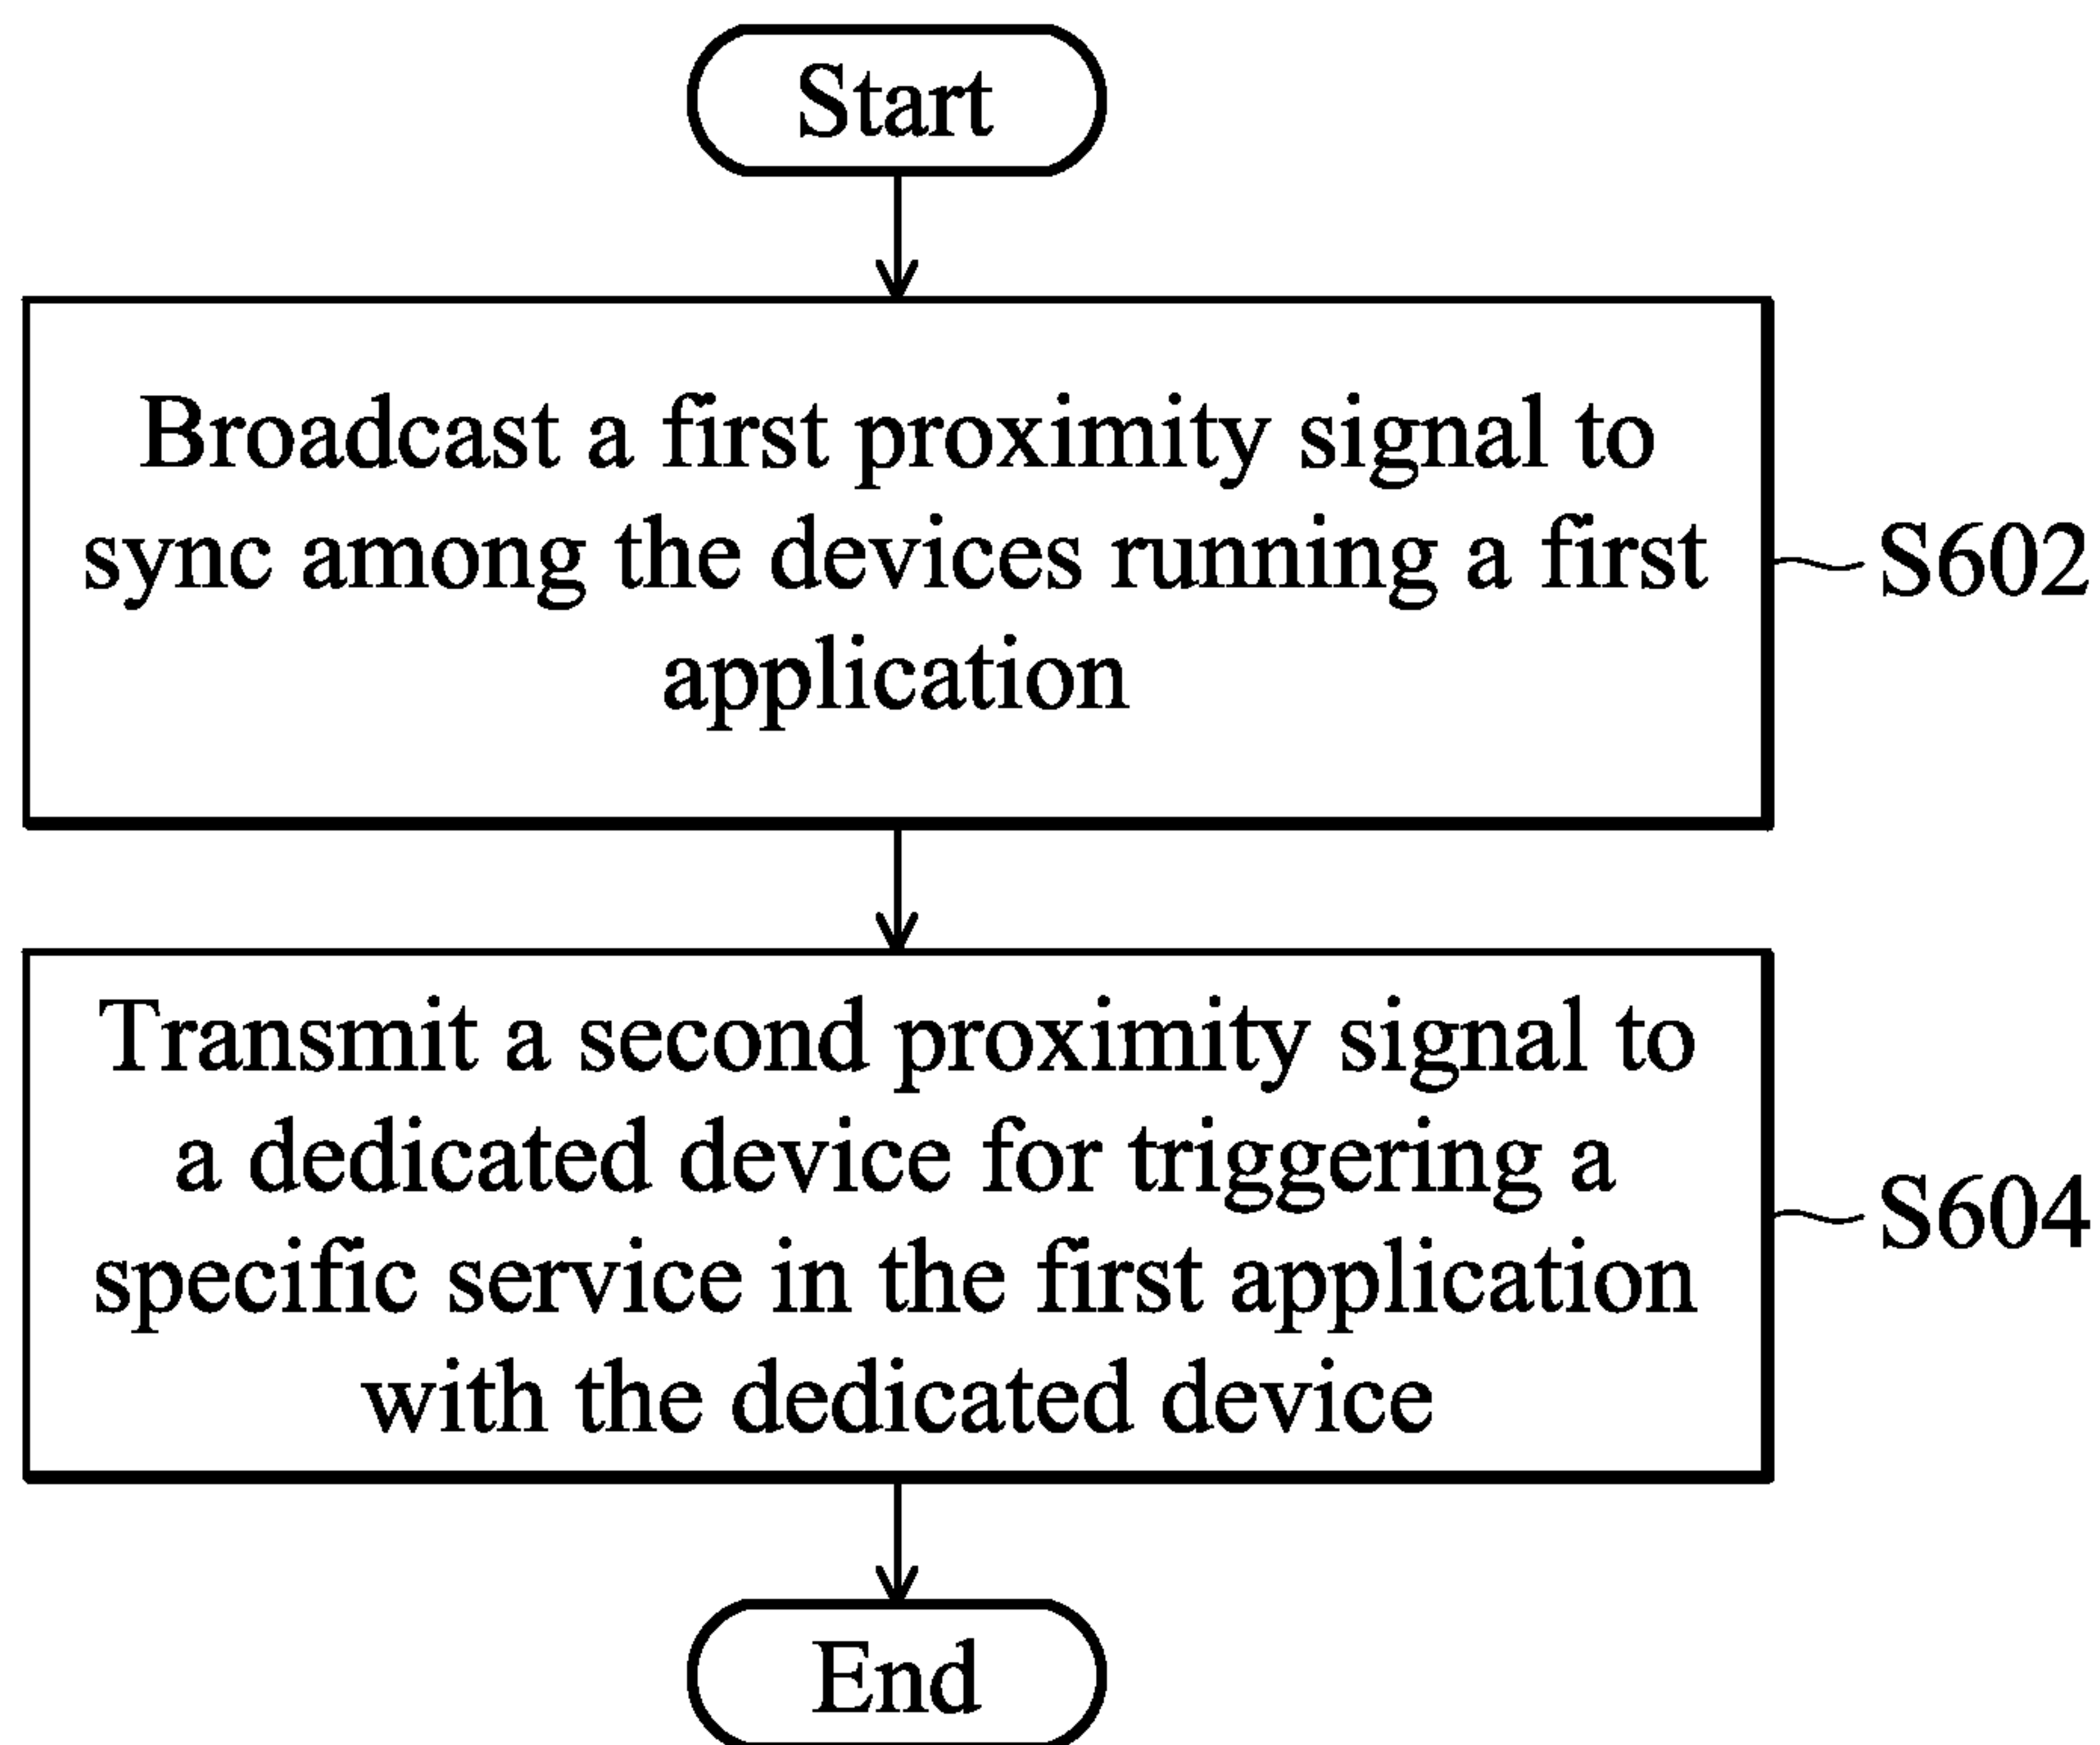 Start
Broadcast a first proximity signal to
sync among the devices running a first
application
S602
Transmit a second proximity signal to
a dedicated device for triggering a
specific service in the first application
with the dedicated device
S604
End